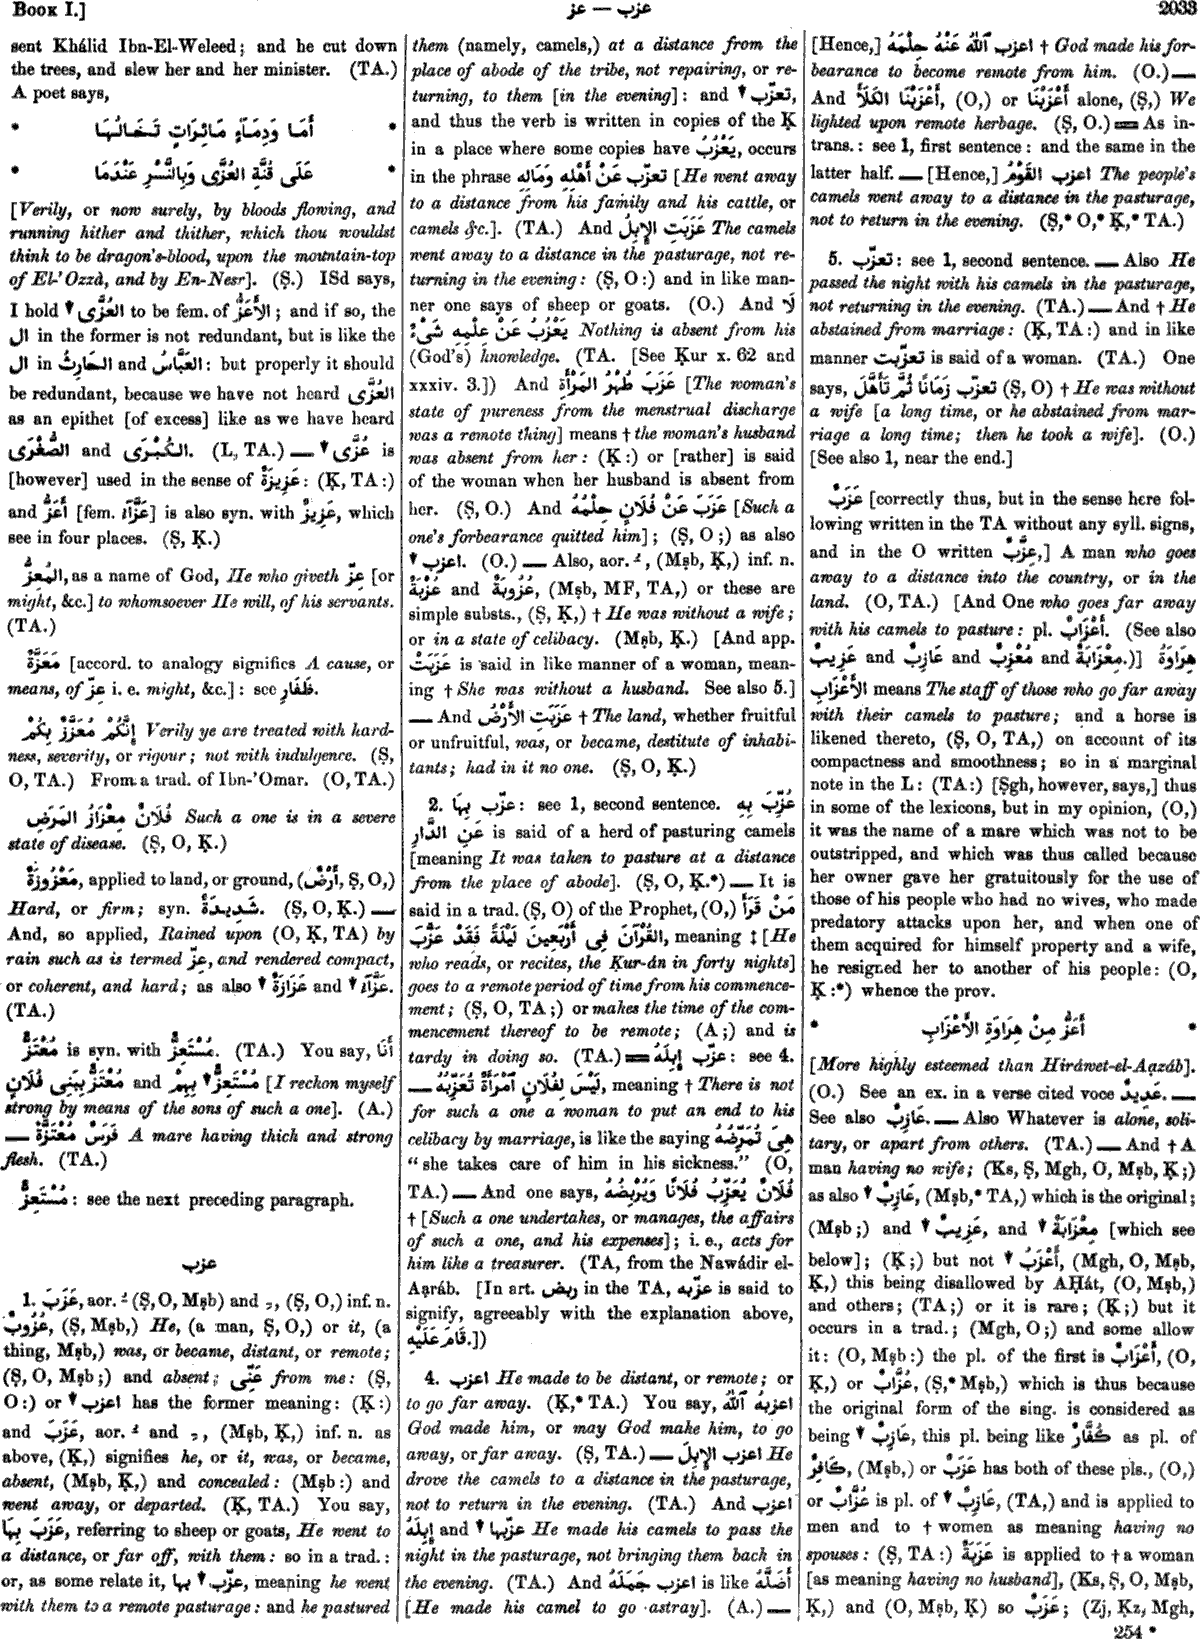 Book I.]
عزب — عز
2033
sent Khálid Ibn-El-Weleed; and he cut down
the trees, and slew her and her minister. (TA.)
A poet says,
* أَمَا وَدِمَآءٍ مَائِرَاتٍ تَخَالُهَا *
* عَلَى قُنَّةِ العُزَّى وَبِالنَّسْرِ عَنْدَمَا *
[Verily, or now surely, by bloods flowing, and
running hither and thither, which thou wouldst
think to be dragon's-blood, upon the mountain-top
of El-'Ozzà, and by En-Nesr]. (Ṣ.) ISd says,
I hold ▼ العُزَّى to be fem. of الأَعَزُّ; and if so, the
ال in the former is not redundant, but is like the
ال in الحَارِثُ and العَبَّاسُ: but properly it should
be redundant, because we have not heard العُزَّى
as an epithet [of excess] like as we have heard
الصُّغْرَى and الكُبْرَى. (L, TA.) — ▼ عُزَّى is
[however] used in the sense of عَزِيزَةٌ: (Ḳ, TA:)
and أَعَزُّ [fem. عَزَّآءُ] is also syn. with عَزِيزٌ, which
see in four places. (Ṣ, Ḳ.)
المُعِزُّ, as a name of God, He who giveth عِزّ [or
might, &c.] to whomsoever He will, of his servants.
(TA.)
مَعَزَّةٌ [accord. to analogy signifies A cause, or
means, of عِزّ i. e. might, &c.]: see ظَفَارِ.
إِنَّكُمْ مُعَزَّزٌ بِكُمْ Verily ye are treated with hard-
ness, severity, or rigour; not with indulgence. (Ṣ,
O, TA.) From a trad. of Ibn-'Omar. (O, TA.)
فُلَانٌ مِعْزَازُ المَرَضِ Such a one is in a severe
state of disease. (Ṣ, O, Ḳ.)
مَعْزُوزَةٌ, applied to land, or ground, (أَرْضٌ, Ṣ, O,)
Hard, or firm; syn. شَدِيدَةٌ. (Ṣ, O, Ḳ.) —
And, so applied, Rained upon (O, Ḳ, TA) by
rain such as is termed عِزّ, and rendered compact,
or coherent, and hard; as also ▼ عَزَازَةٌ and ▼ عَزَّآءُ.
(TA.)
مُعْتَزٌّ is syn. with مُسْتَعِزٌّ. (TA.) You say, أَنَا
مُعْتَزٌّ بِبَنِى فُلَانٍ and ▼ مُسْتَعِزٌّ بِهِمْ [I reckon myself
strong by means of the sons of such a one]. (A.)
— فَرَسٌ مُعْتَزَّةٌ A mare having thick and strong
flesh. (TA.)
مُسْتَعِزٌّ: see the next preceding paragraph.
عزب
1. عَزَبَ, aor. ـُ (Ṣ, O, Mṣb) and ـِ, (Ṣ, O,) inf. n.
عُزُوبٌ, (Ṣ, Mṣb,) He, (a man, Ṣ, O,) or it, (a
thing, Mṣb,) was, or became, distant, or remote;
(Ṣ, O, Mṣb;) and absent; عَنِّى from me: (Ṣ,
O:) or ▼ اعزب has the former meaning: (Ḳ:)
and عَزَبَ, aor. ـُ and ـِ, (Mṣb, Ḳ,) inf. n. as
above, (Ḳ,) signifies he, or it, was, or became,
absent, (Mṣb, Ḳ,) and concealed: (Mṣb:) and
went away, or departed. (Ḳ, TA.) You say,
عَزَبَ بِهَا, referring to sheep or goats, He went to
a distance, or far off, with them: so in a trad.:
or, as some relate it, ▼ عزّب بها, meaning he went
with them to a remote pasturage: and he pastured
them (namely, camels,) at a distance from the
place of abode of the tribe, not repairing, or re-
turning, to them [in the evening]: and ▼ تعزّب,
and thus the verb is written in copies of the Ḳ
in a place where some copies have يَعْزُبُ, occurs
in the phrase تعزّب عَنْ أَهْلِهِ وَمَالِهِ [He went away
to a distance from his family and his cattle, or
camels &c.]. (TA.) And عَزَبَتِ الإِبِلُ The camels
went away to a distance in the pasturage, not re-
turning in the evening: (Ṣ, O:) and in like man-
ner one says of sheep or goats. (O.) And لَا
يَعْزُبُ عَنْ عِلْمِهِ شَىْءٌ Nothing is absent from his
(God's) knowledge. (TA. [See Ḳur x. 62 and
xxxiv. 3.]) And عَزَبَ طُهْرُ المَرْأَةِ [The woman's
state of pureness from the menstrual discharge
was a remote thing] means † the woman's husband
was absent from her: (Ḳ:) or [rather] is said
of the woman when her husband is absent from
her. (Ṣ, O.) And عَزَبَ عَنْ فُلَانٍ حِلْمُهُ [Such a
one's forbearance quitted him]; (Ṣ, O;) as also
▼ اعزب. (O.) — Also, aor. ـُ, (Mṣb, Ḳ,) inf. n.
عُزْبَةٌ and عُزُوبَةٌ, (Mṣb, MF, TA,) or these are
simple substs., (Ṣ, Ḳ,) † He was without a wife;
or in a state of celibacy. (Mṣb, Ḳ.) [And app.
عَزَبَتْ is said in like manner of a woman, mean-
ing † She was without a husband. See also 5.]
— And عَزَبَتِ الأَرْضُ † The land, whether fruitful
or unfruitful, was, or became, destitute of inhabi-
tants; had in it no one. (Ṣ, O, Ḳ.)
2. عزّب بِهَا: see 1, second sentence. عُزِّبَ بِهِ
عَنِ الدَّارِ is said of a herd of pasturing camels
[meaning It was taken to pasture at a distance
from the place of abode]. (Ṣ, O, Ḳ.*) — It is
said in a trad. (Ṣ, O) of the Prophet, (O,) مَنْ قَرَأَ
القُرْآنَ فِى أَرْبَعِينَ لَيْلَةً فَقَدْ عَزَّبَ, meaning ‡ [He
who reads, or recites, the Ḳur-án in forty nights]
goes to a remote period of time from his commence-
ment; (Ṣ, O, TA;) or makes the time of the com-
mencement thereof to be remote; (A;) and is
tardy in doing so. (TA.) = عزّب إِبِلَهُ: see 4.
— لَيْسَ لِفُلَانٍ ٱمْرَأَةٌ تُعَزِّبُهُ, meaning † There is not
for such a one a woman to put an end to his
celibacy by marriage, is like the saying هِىَ تُمَرِّضُهُ
"she takes care of him in his sickness." (O,
TA.) — And one says, فُلَانٌ يُعَزِّبُ فُلَانًا وَيُرْبِضُهُ
† [Such a one undertakes, or manages, the affairs
of such a one, and his expenses]; i. e., acts for
him like a treasurer. (TA, from the Nawádir el-
Aạráb. [In art. ربض in the TA, عزّبه is said to
signify, agreeably with the explanation above,
قَامَ عَلَيْهِ.])
4. اعزب He made to be distant, or remote; or
to go far away. (Ḳ,* TA.) You say, اعزبهُ ٱللّٰهُ
God made him, or may God make him, to go
away, or far away. (Ṣ, TA.) — اعزب الإِبِلَ He
drove the camels to a distance in the pasturage,
not to return in the evening. (TA.) And اعزب
إِبِلَهُ and ▼ عزّبها He made his camels to pass the
night in the pasturage, not bringing them back in
the evening. (TA.) And اعزب جَمَلَهُ is like أَضَلَّهُ
[He made his camel to go astray]. (A.) —
[Hence,] اعزب ٱللّٰهُ عَنْهُ حِلْمَهُ † God made his for-
bearance to become remote from him. (O.) —
And أَعْزَبْنَا الكَلَأَ, (O,) or أَعْزَبْنَا alone, (Ṣ,) We
lighted upon remote herbage. (Ṣ, O.) = As in-
trans.: see 1, first sentence: and the same in the
latter half. — [Hence,] اعزب القَوْمُ The people's
camels went away to a distance in the pasturage,
not to return in the evening. (Ṣ,* O,* Ḳ,* TA.)
5. تعزّب: see 1, second sentence. — Also He
passed the night with his camels in the pasturage,
not returning in the evening. (TA.) — And † He
abstained from marriage: (Ḳ, TA:) and in like
manner تعزّبت is said of a woman. (TA.) One
says, تعزّب زَمَانًا ثُمَّ تَأَهَّلَ (Ṣ, O) † He was without
a wife [a long time, or he abstained from mar-
riage a long time; then he took a wife]. (O.)
[See also 1, near the end.]
عَزَبٌ [correctly thus, but in the sense here fol-
lowing written in the TA without any syll. signs,
and in the O written عِزَّبٌ,] A man who goes
away to a distance into the country, or in the
land. (O, TA.) [And One who goes far away
with his camels to pasture: pl. أَعْزَابٌ. (See also
عَزِيبٌ and عَازِبٌ and مُعْزِبٌ and مِعْزَابَةٌ.)] هِرَاوَةُ
الأَعْزَابِ means The staff of those who go far away
with their camels to pasture; and a horse is
likened thereto, (Ṣ, O, TA,) on account of its
compactness and smoothness; so in a marginal
note in the L: (TA:) [Ṣgh, however, says,] thus
in some of the lexicons, but in my opinion, (O,)
it was the name of a mare which was not to be
outstripped, and which was thus called because
her owner gave her gratuitously for the use of
those of his people who had no wives, who made
predatory attacks upon her, and when one of
them acquired for himself property and a wife,
he resigned her to another of his people: (O,
Ḳ:*) whence the prov.
* أَعَزُّ مِنْ هِرَاوَةِ الأَعْزَابِ *
[More highly esteemed than Hiráwet-el-Aạzáb].
(O.) See an ex. in a verse cited voce عَدِيدٌ. —
See also عَازِبٌ. — Also Whatever is alone, soli-
tary, or apart from others. (TA.) — And † A
man having no wife; (Ks, Ṣ, Mgh, O, Mṣb, Ḳ;)
as also ▼ عَازِبٌ, (Mṣb,* TA,) which is the original;
(Mṣb;) and ▼ عَزِيبٌ, and ▼ مِعْزَابَةٌ [which see
below]; (Ḳ;) but not ▼ أَعْزَبُ, (Mgh, O, Mṣb,
Ḳ,) this being disallowed by AḤát, (O, Mṣb,)
and others; (TA;) or it is rare; (Ḳ;) but it
occurs in a trad.; (Mgh, O;) and some allow
it: (O, Mṣb:) the pl. of the first is أَعْزَابٌ, (O,
Ḳ,) or عُزَّابٌ, (Ṣ,* Mṣb,) which is thus because
the original form of the sing. is considered as
being ▼ عَازِبٌ, this pl. being like كُفَّارٌ as pl. of
كَافِرٌ, (Mṣb,) or عَزَبٌ has both of these pls., (O,)
or عُزَّابٌ is pl. of ▼ عَازِبٌ, (TA,) and is applied to
men and to † women as meaning having no
spouses: (Ṣ, TA:) عَزَبَةٌ is applied to † a woman
[as meaning having no husband], (Ks, Ṣ, O, Mṣb,
Ḳ,) and (O, Mṣb, Ḳ) so عَزَبٌ; (Zj, Ḳz, Mgh,
254 *